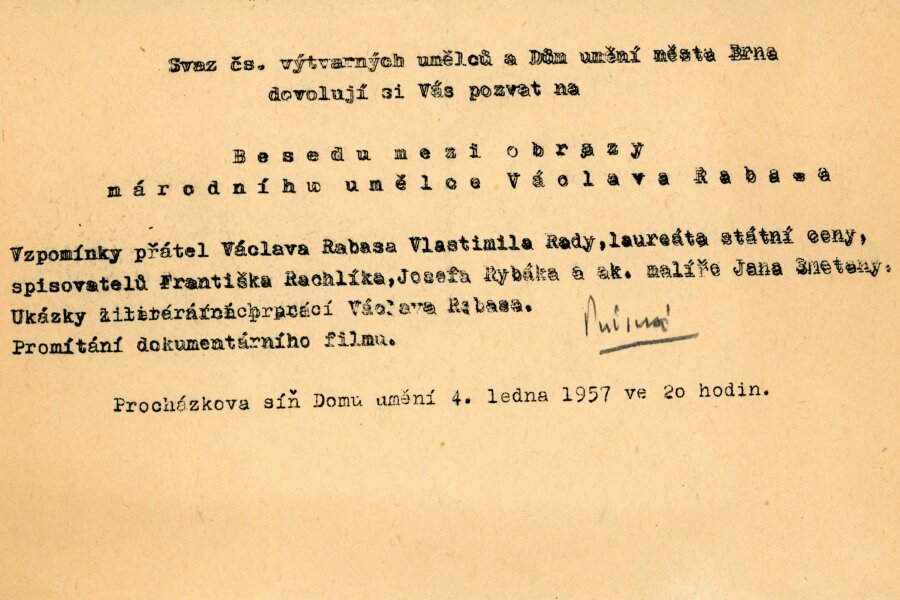 Svaz čs. výtvarných umělců a Dům umění města Brna
dovolují si Vás pozvat na
Besedu mezi obrazy
národního umělce Václava Rabasa
Vzpomínky přátel Václava Rabasa Vlastimila Rady,laureáta státní ceny,
spisovatelů Františka Rachlíka,Josefa Rybáka a ak. malíře Jana Smetany.
Ukázky literárníchprací Václava Rabasa.
Promítání dokumentárního filmu.
Procházkova síň Domu umění 4. ledna 1957 ve 20 hodin.